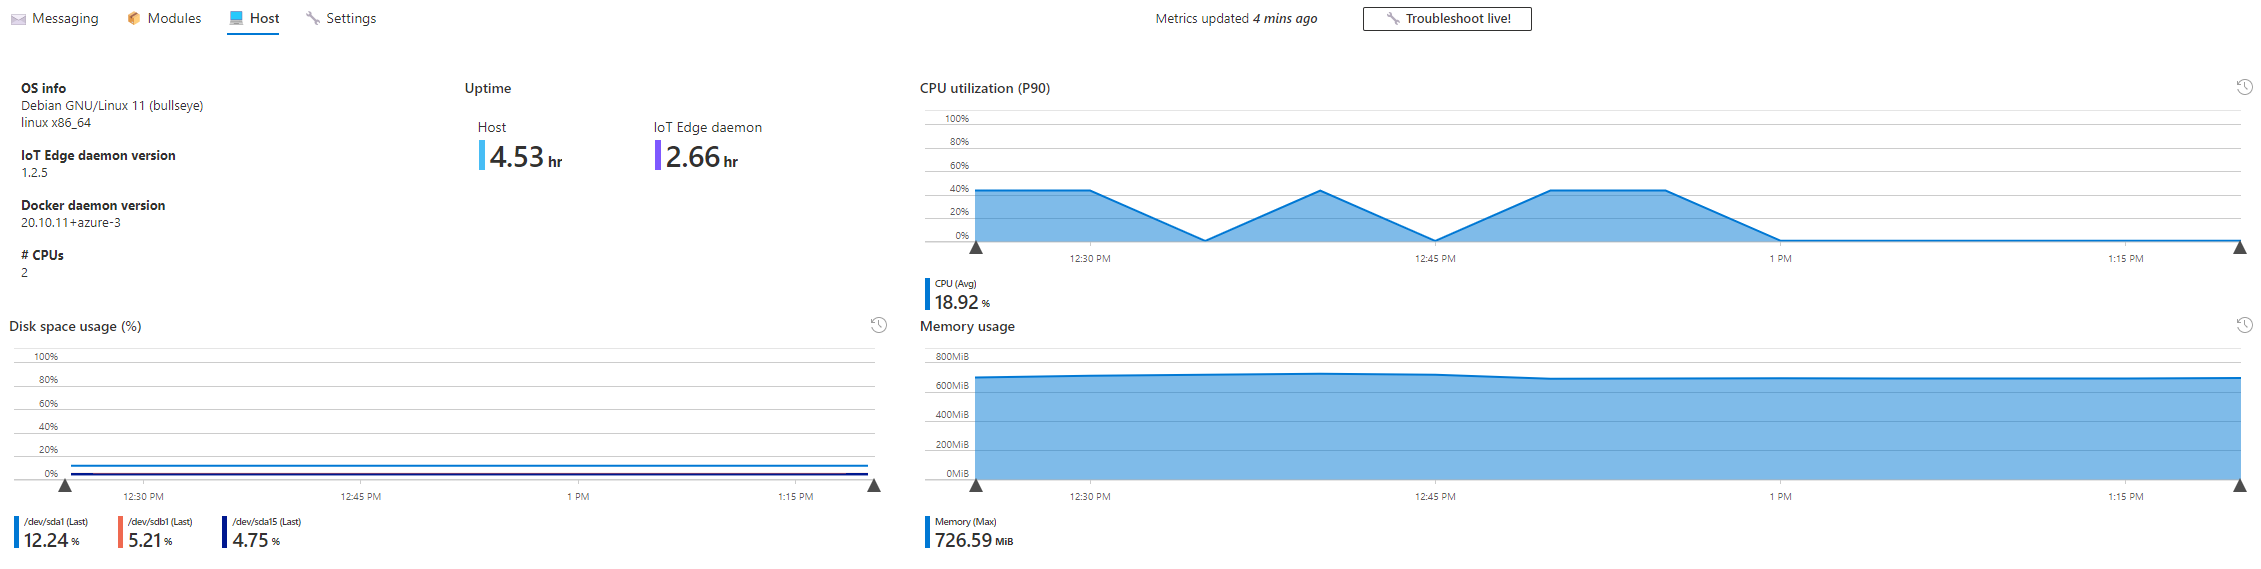 Messaging
Modules
Host
Settings
Metrics updated 4 mins ago
Troubleshoot live!
OS info
Debian GNU/Linux 11 (bullseye)
linux x86_64
IoT Edge daemon version
1.2.5
Docker daemon version
20.10.11+azure-3
# CPUs
2
Uptime
Host
4.53 hr
IoT Edge daemon
2.66 hr
CPU utilization (P90)
100%
80%
60%
40%
20%
0%
12:30 PM
12:45 PM
1 PM
1:15 PM
CPU (Avg)
18.92 %
Disk space usage (%)
100%
80%
60%
40%
20%
0%
12:30 PM
12:45 PM
1 PM
1:15 PM
/dev/sda1 (Last)
12.24 %
/dev/sdb1 (Last)
5.21 %
/dev/sda15 (Last)
4.75 %
Memory usage
800MiB
600MiB
400MiB
200MiB
0MiB
12:30 PM
12:45 PM
1 PM
1:15 PM
Memory (Max)
726.59 MiB